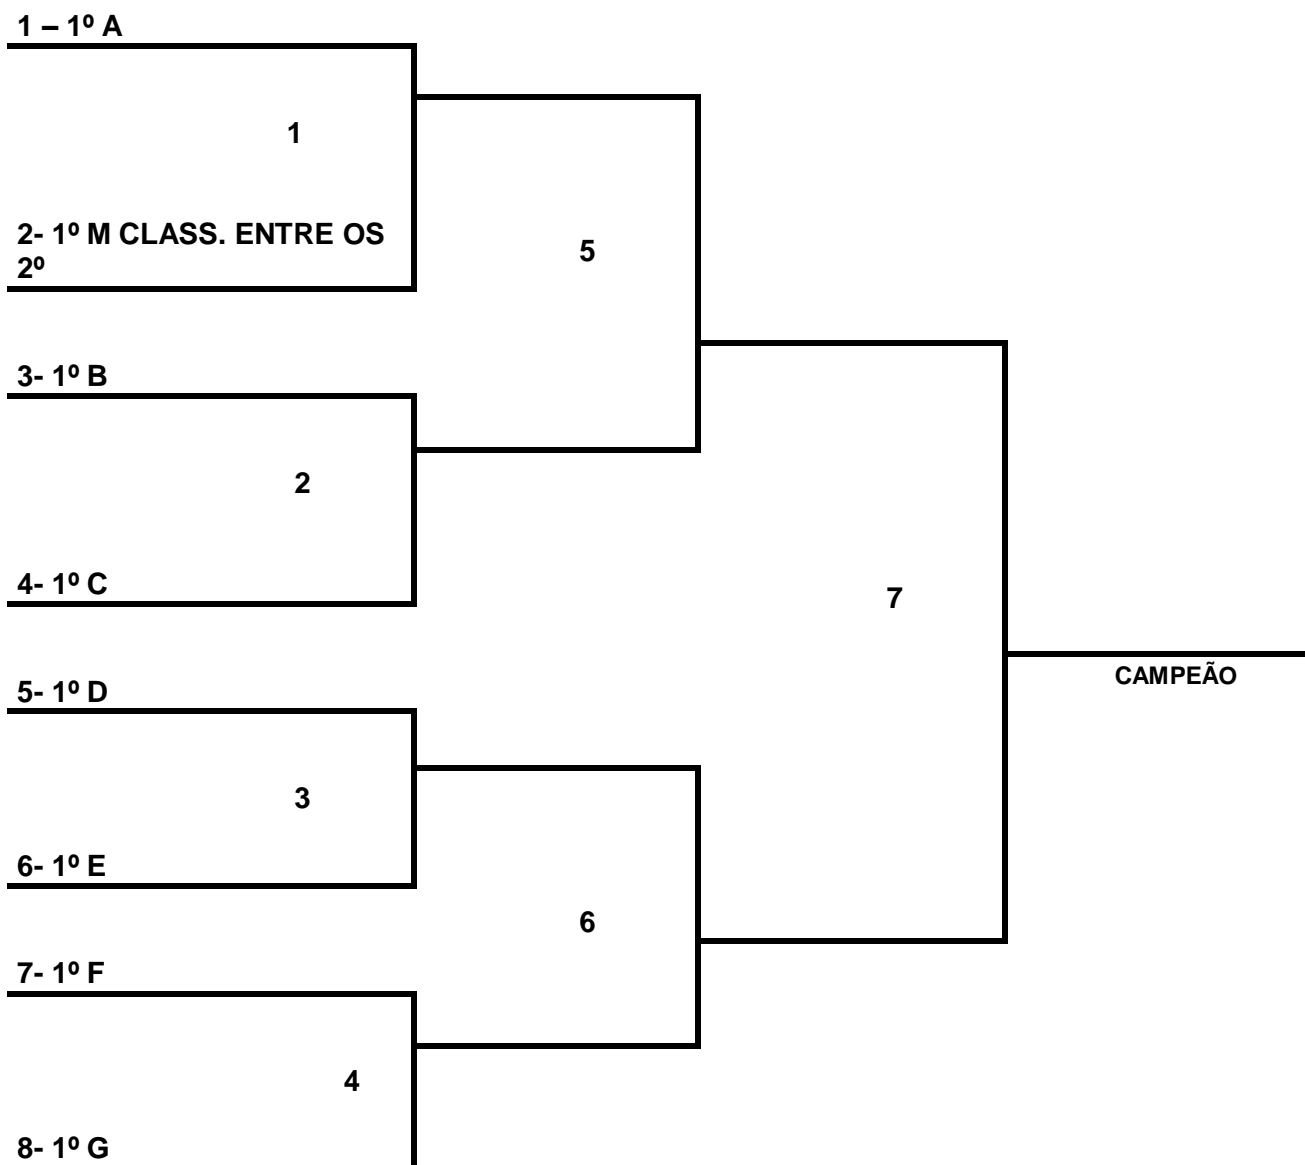 1 – 1º A
1
2- 1º M CLASS. ENTRE OS
2º
5
3- 1º B
2
4- 1º C
7
CAMPEÃO
5- 1º D
3
6- 1º E
6
7- 1º F
4
8- 1º G